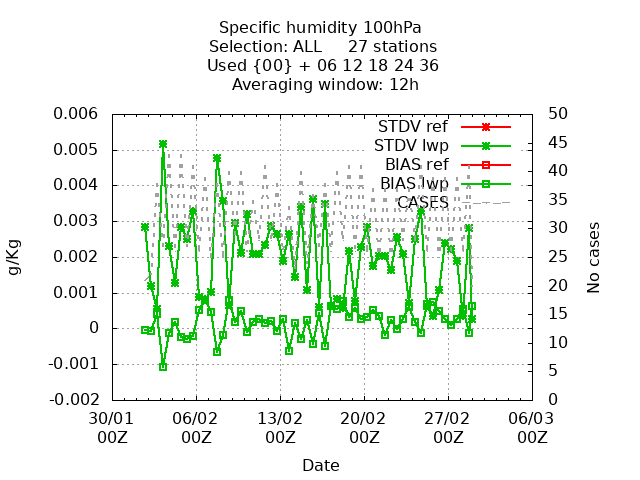 Specific humidity 100hPa
Selection: ALL 27 stations
Used {00} + 06 12 18 24 36
Averaging window: 12h
STDV ref
STDV lwp
BIAS ref
BIAS lwp
CASES
0.006
0.005
0.004
0.003
0.002
0.001
0
-0.001
-0.002
g/Kg
50
45
40
35
30
25
20
15
10
5
0
No cases
30/01 06/02 13/02 20/02 27/02 06/03
00Z 00Z 00Z 00Z 00Z 00Z
Date